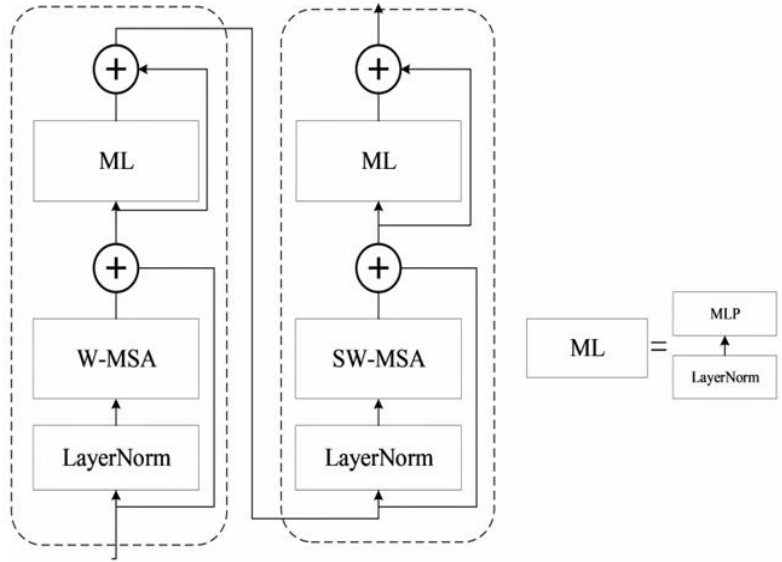 +
ML
+
W-MSA
LayerNorm
+
ML
+
SW-MSA
LayerNorm
ML
=
MLP
LayerNorm